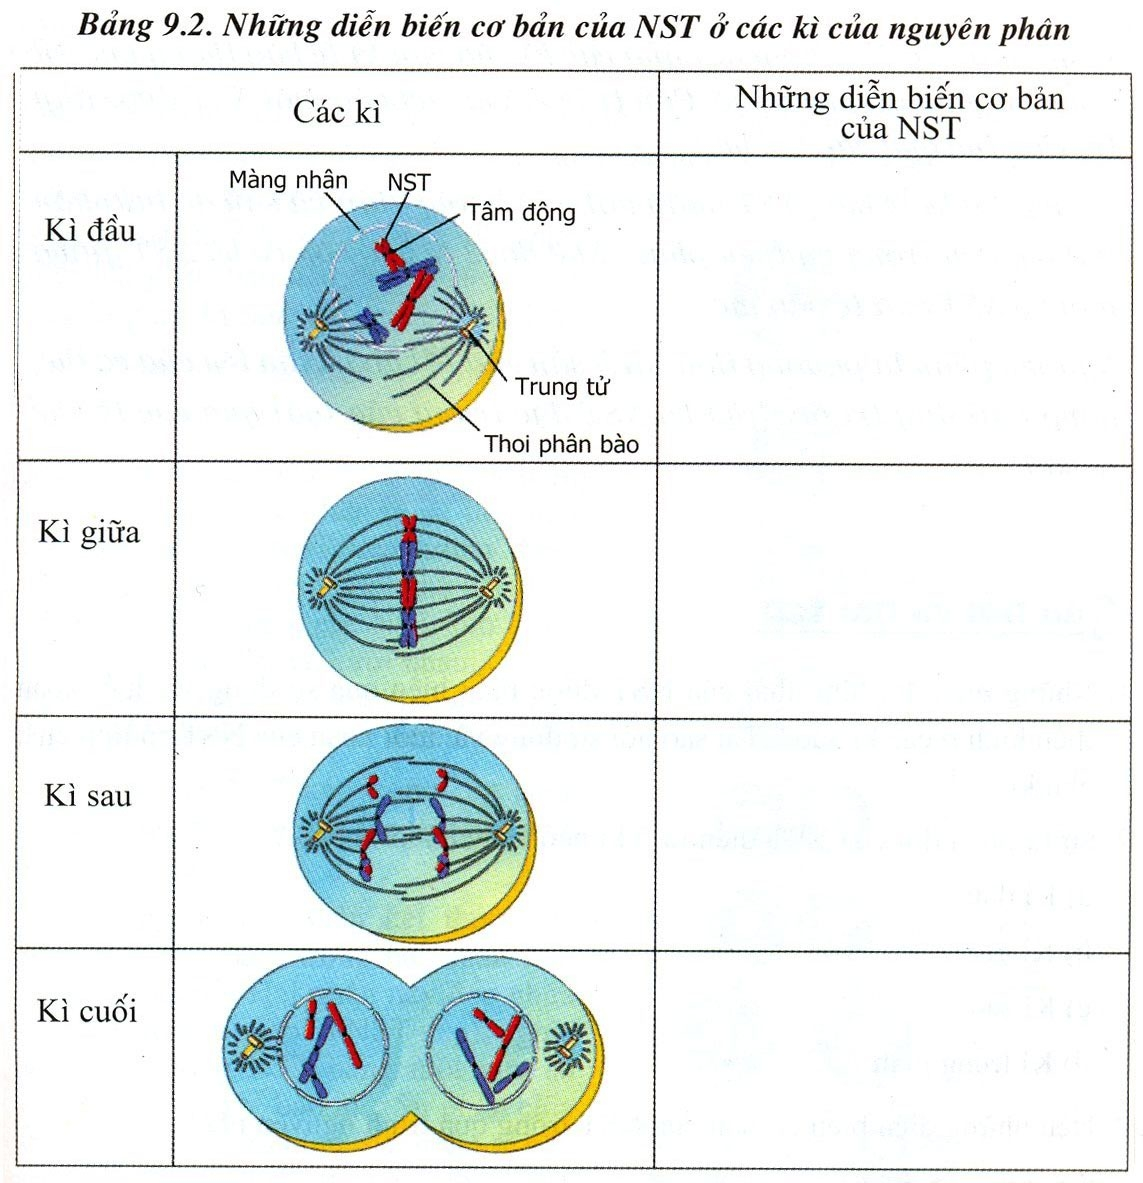 Bảng 9.2. Những diễn biến cơ bản của NST ở các kì của nguyên phân
Các kì
Những diễn biến cơ bản
của NST
Kì đầu
Màng nhân
NST
Tâm động
Trung tử
Thoi phân bào
Kì giữa
Kì sau
Kì cuối